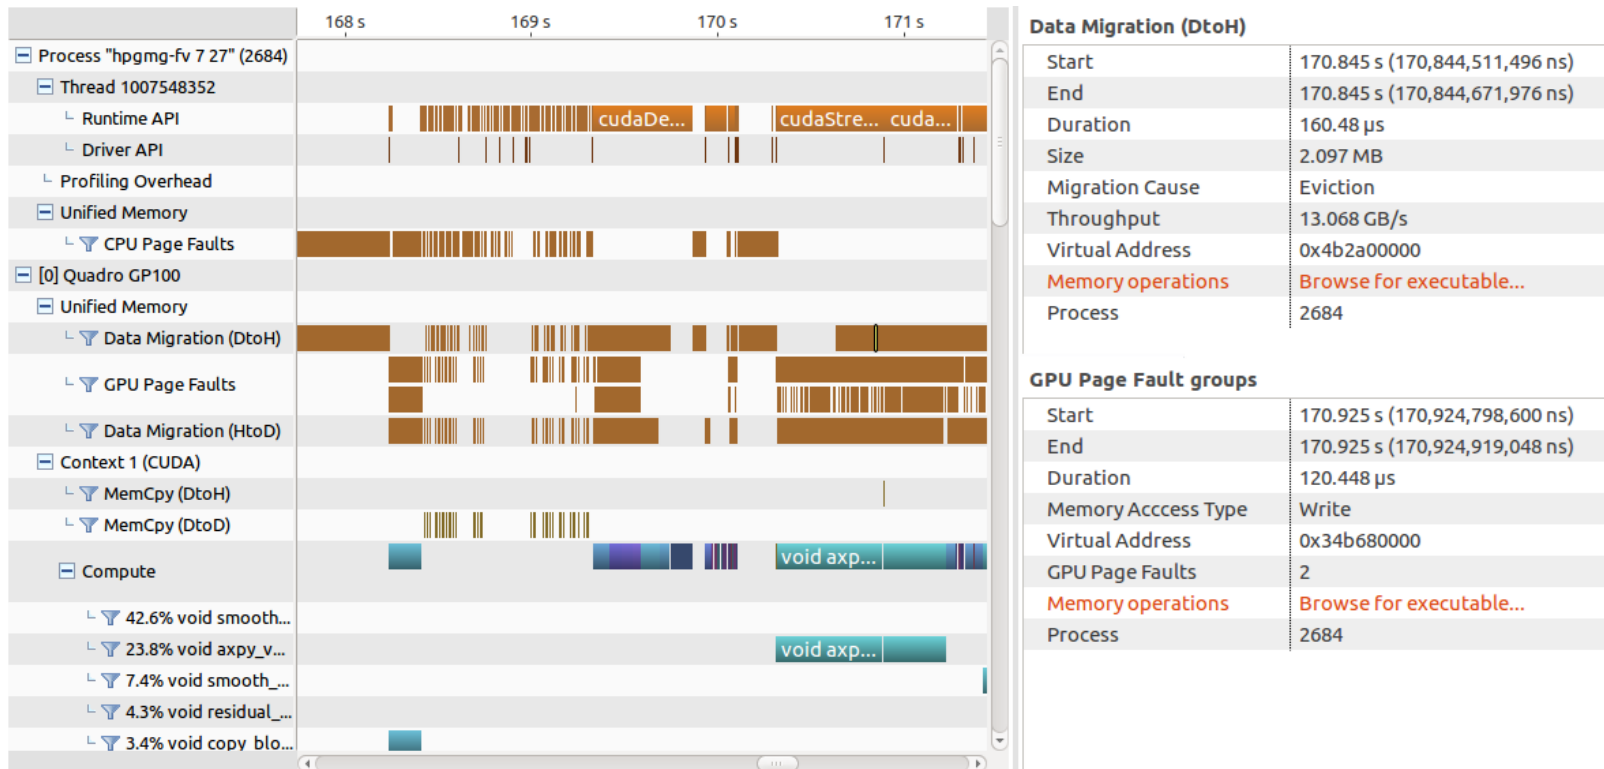 168 s 169 s 170 s 171 s
Process "hpgmg-fv 7 27" (2684)
Thread 1007548352
Runtime API
cudaDe... cudaStre... cuda...
Driver API
Profiling Overhead
Unified Memory
CPU Page Faults
[0] Quadro GP100
Unified Memory
Data Migration (DtoH)
GPU Page Faults
Data Migration (HtoD)
Context 1 (CUDA)
MemCpy (DtoH)
MemCpy (DtoD)
Compute
void axp...
42.6% void smooth...
23.8% void axpy_v...
void axp...
7.4% void smooth_...
4.3% void residual_...
3.4% void copy_blo...
Data Migration (DtoH)
Start 170.845 s (170,844,511,496 ns)
End 170.845 s (170,844,671,976 ns)
Duration 160.48 µs
Size 2.097 MB
Migration Cause Eviction
Throughput 13.068 GB/s
Virtual Address 0x4b2a00000
Memory operations Browse for executable...
Process 2684
GPU Page Fault groups
Start 170.925 s (170,924,798,600 ns)
End 170.925 s (170,924,919,048 ns)
Duration 120.448 µs
Memory Acccess Type Write
Virtual Address 0x34b680000
GPU Page Faults 2
Memory operations Browse for executable...
Process 2684